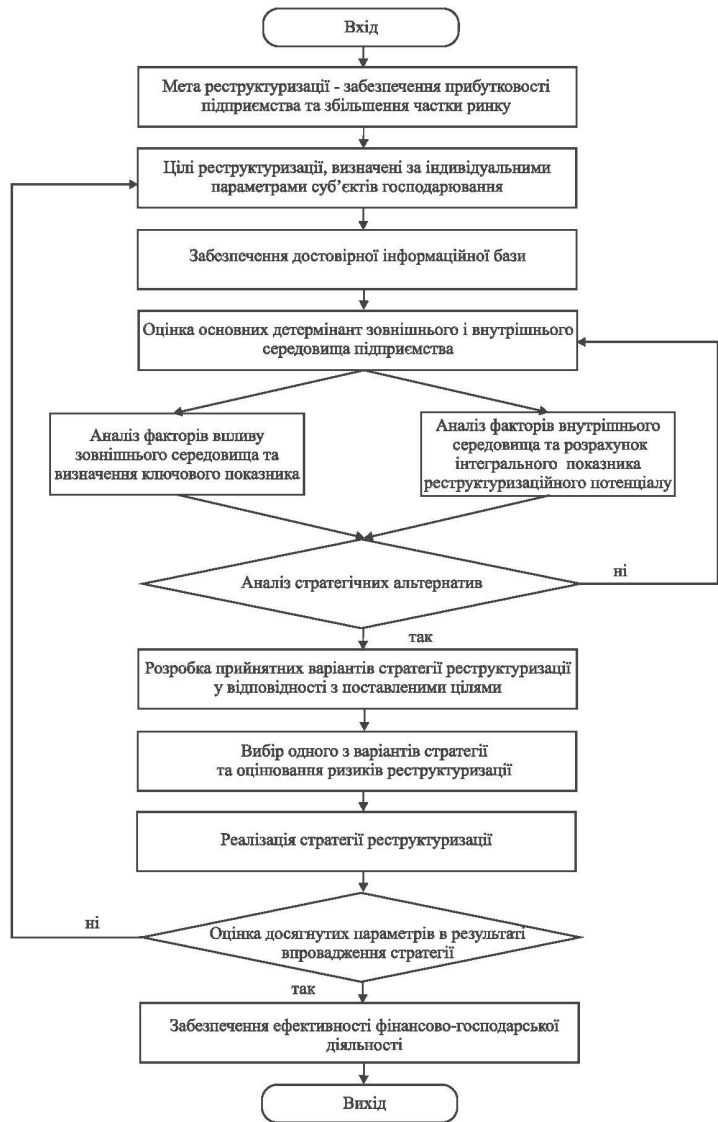 Вхід
Мета реструктуризації - забезпечення прибутковості
підприємства та збільшення частки ринку
Цілі реструктуризації, визначені за індивідуальними
параметрами суб’єктів господарювання
Забезпечення достовірної інформаційної бази
Оцінка основних детермінант зовнішнього і внутрішнього
середовища підприємства
Аналіз факторів впливу
зовнішнього середовища та
визначення ключового показника
Аналіз факторів внутрішнього
середовища та розрахунок
інтегрального показника
реструктуризаційного потенціалу
Аналіз стратегічних альтернатив
ні
так
Розробка прийнятних варіантів стратегії реструктуризації
у відповідності з поставленими цілями
Вибір одного з варіантів стратегії
та оцінювання ризиків реструктуризації
Реалізація стратегії реструктуризації
ні
Оцінка досягнутих параметрів в результаті
впровадження стратегії
так
Забезпечення ефективності фінансово-господарської
діяльності
Вихід